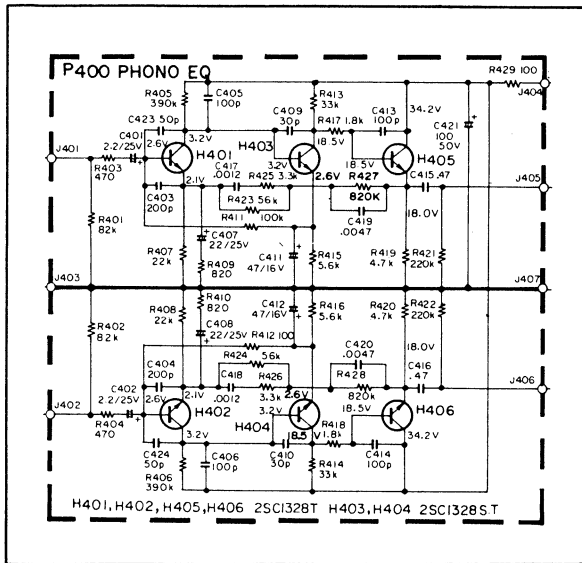 P400 PHONO EQ
R429 100
J404
R405
390k
C405
100p
R413
33k
C423 50p
C409
30p
R417 1.8k
C413
100p
34.2V
C421
100
50V
C401
2.2/25V
3.2V
2.6V
H403
18.5V
J401
H401
3.2V
2.6V
18.5V
H405
R403
470
C417
.0012
R425 3.3k
R427
820K
C415 .47
J405
2.1V
C403
200p
R423 56k
R411 100k
C419
.0047
18.0V
R401
82k
C407
22/25V
R407
22k
R409
820
C411
47/16V
R415
5.6k
R419
4.7k
R421
220k
J403
J407
R408
22k
R410
820
C412
47/16V
R416
5.6k
R420
4.7k
R422
220k
R402
82k
C408
22/25V
R412 100
18.0V
C404
200p
R424
56k
C420
.0047
C416
.47
C402
2.2/25V
2.1V
C418
.0012
R426
3.3k
R428
820k
J406
2.6V
2.6V
J402
H402
3.2V
18.5V
H406
R404
470
3.2V
H404
18.5V
R418
1.8k
34.2V
C424
50p
C410
30p
C414
100p
R406
390k
C406
100p
R414
33k
H401, H402, H405, H406 2SC1328T H403, H404 2SC1328S.T